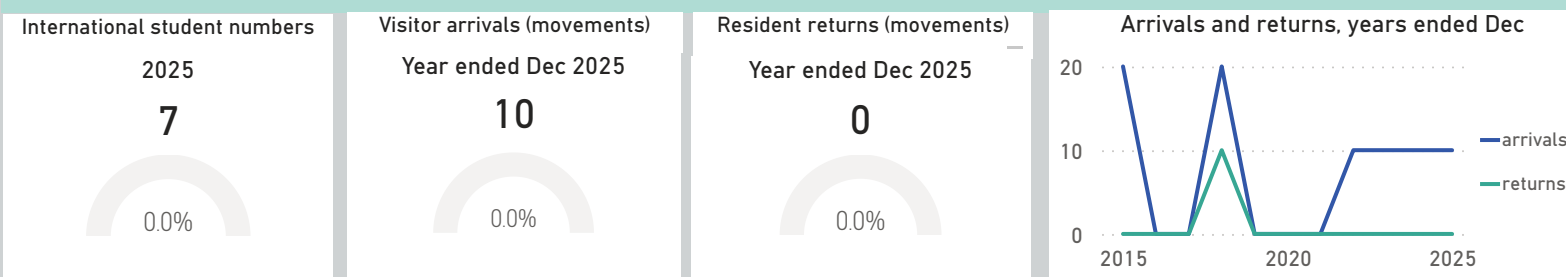 International student numbers
2025
7
0.0%
Visitor arrivals (movements)
Year ended Dec 2025
10
0.0%
Resident returns (movements)
Year ended Dec 2025
0
0.0%
Arrivals and returns, years ended Dec
20
10
0
2015
2020
2025
arrivals
returns